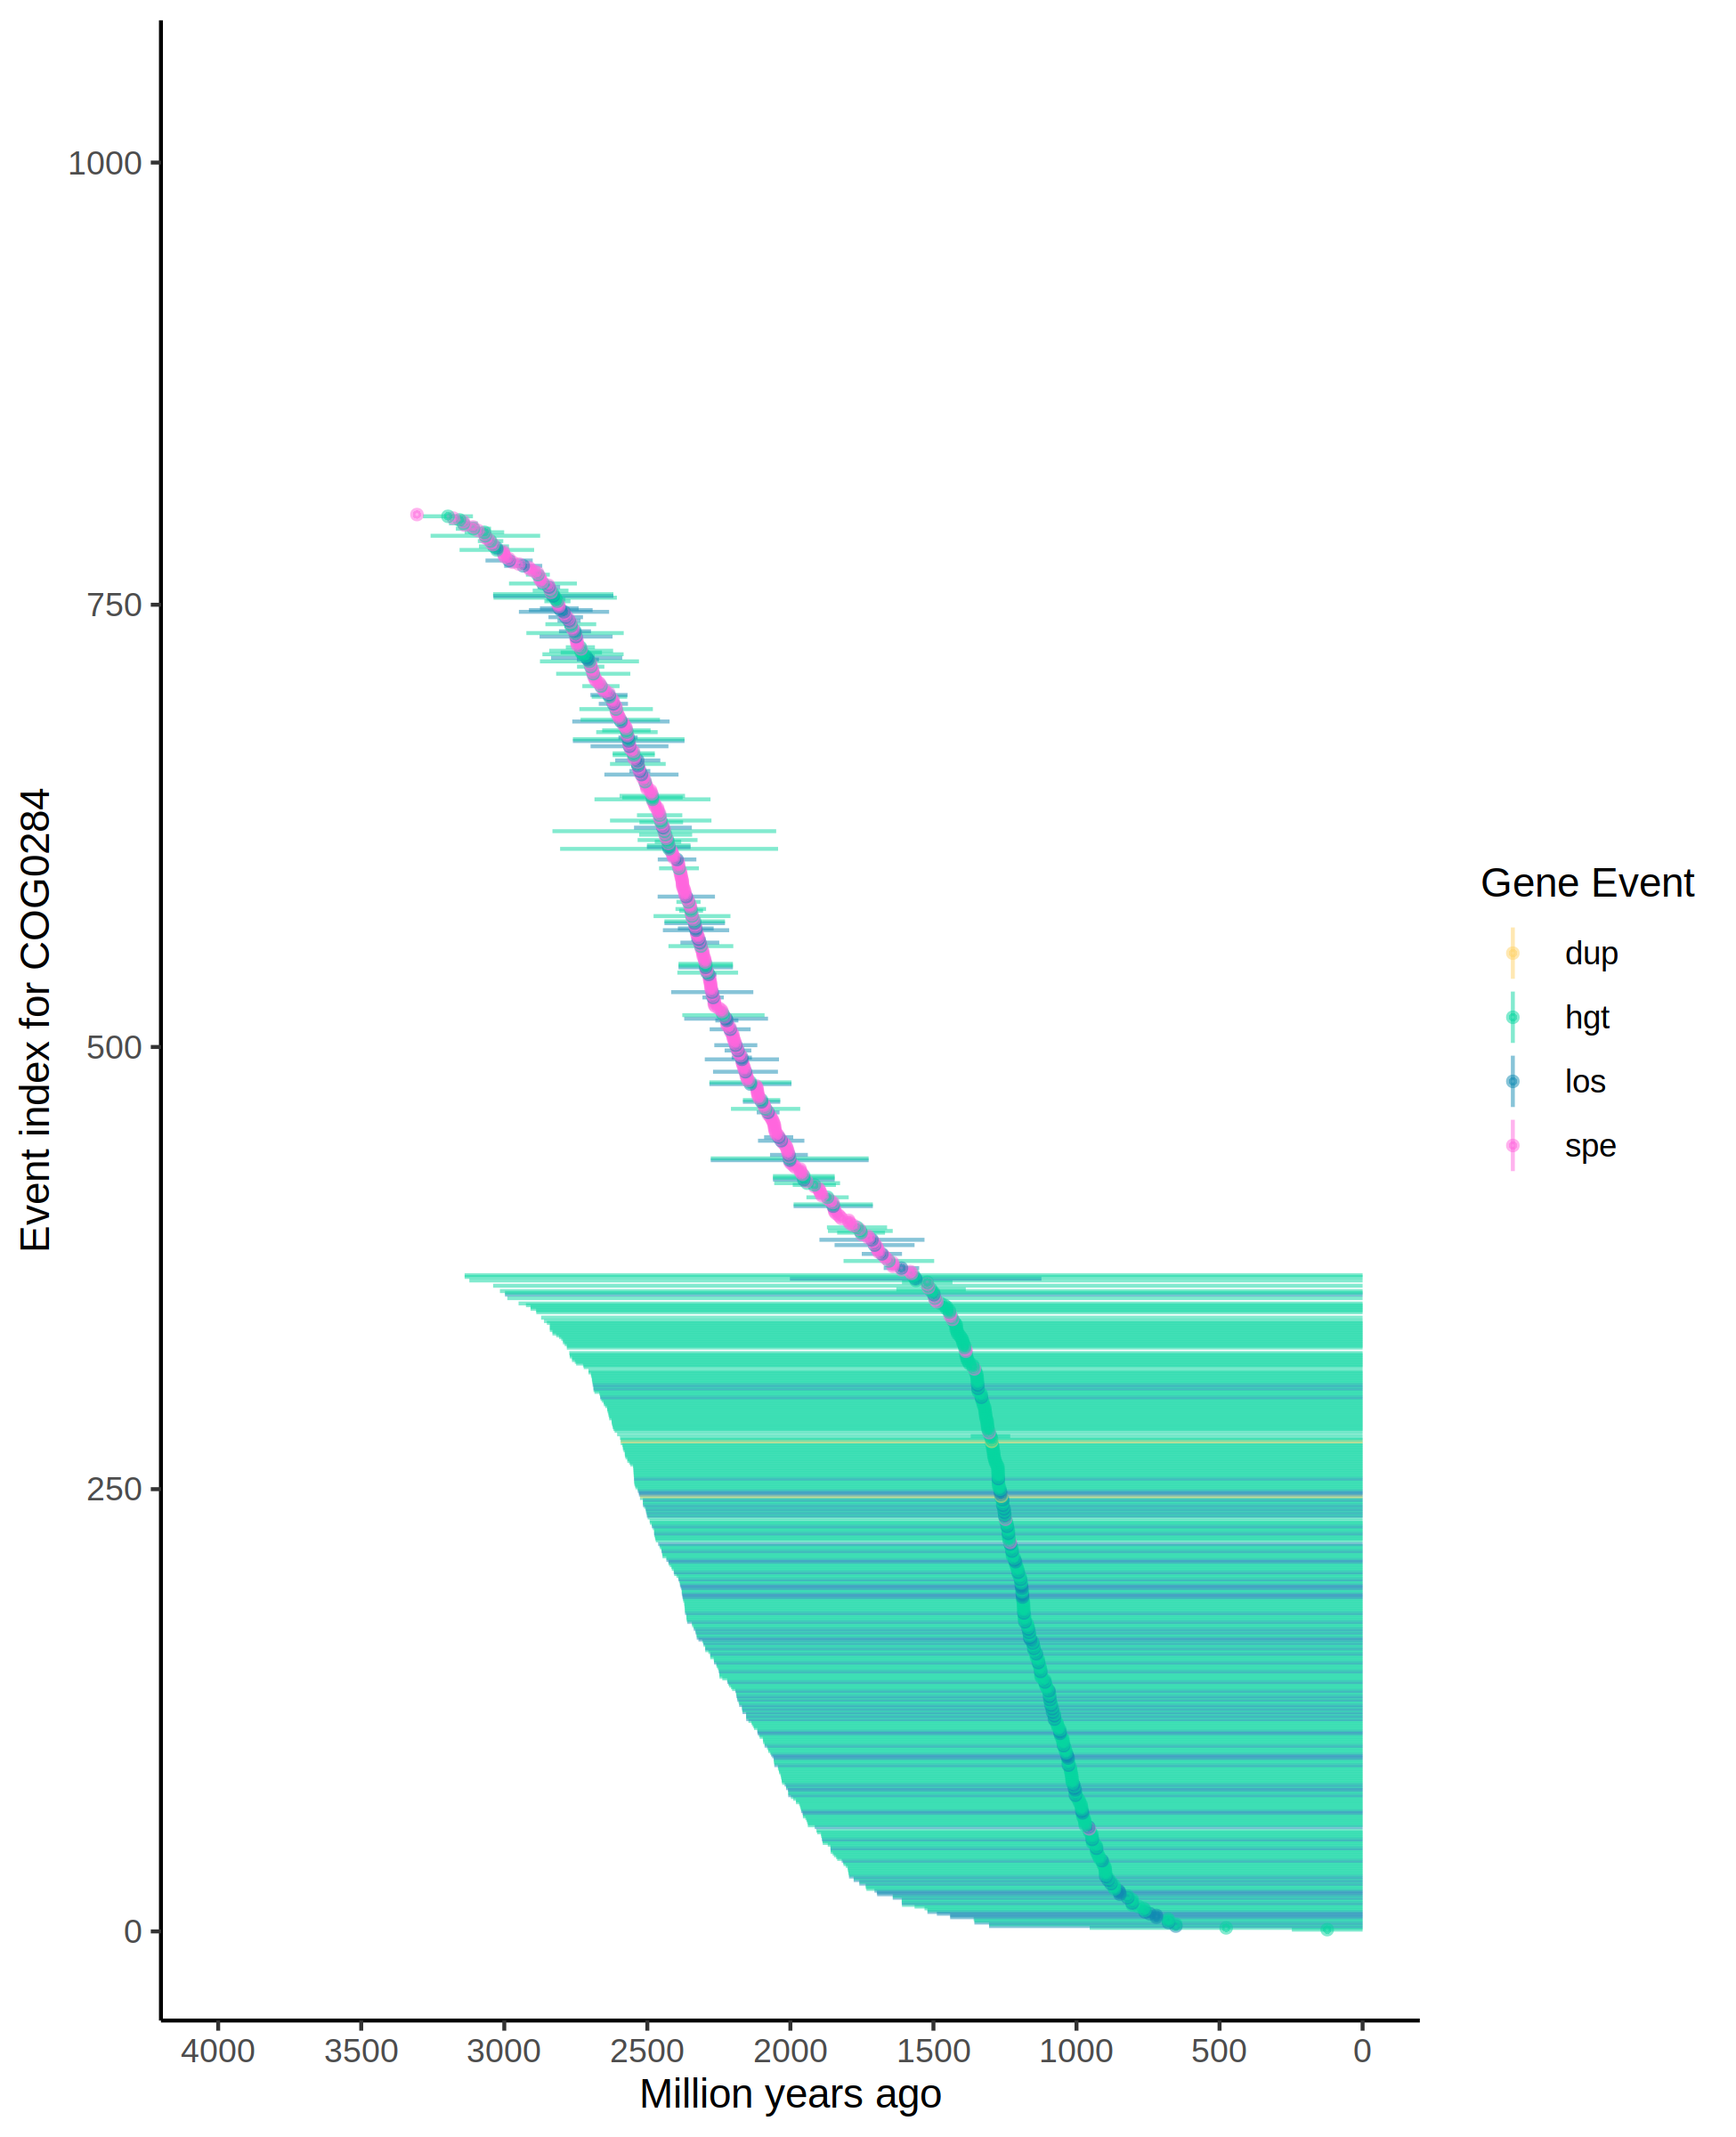 Event index for COG0284
1000
750
500
250
0
4000 3500 3000 2500 2000 1500 1000 500 0
Million years ago
Gene Event
dup
hgt
los
spe